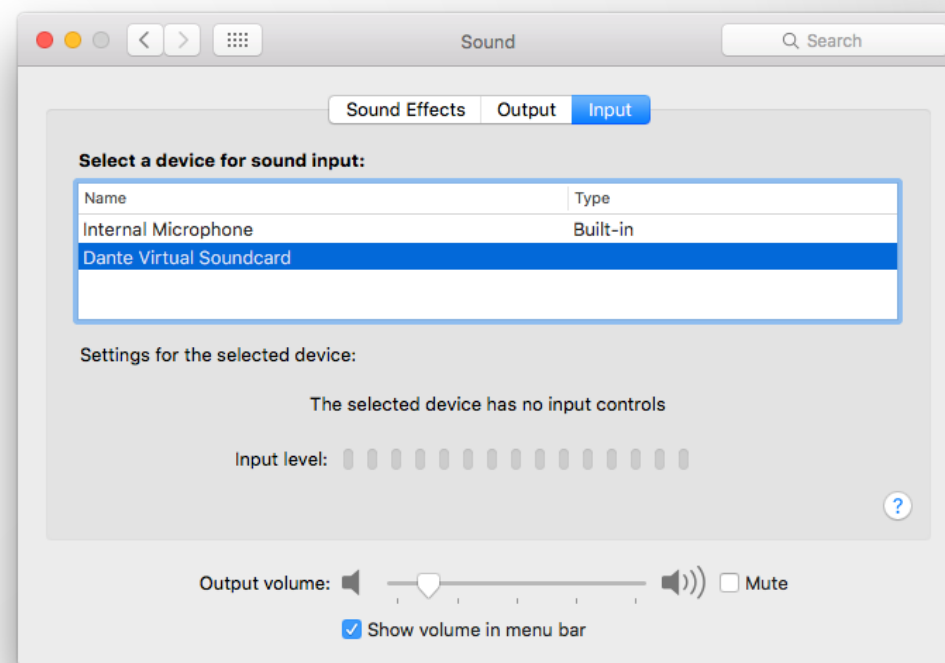 Sound
Search
Sound Effects Output Input
Select a device for sound input:
Name Type
Internal Microphone Built-in
Dante Virtual Soundcard
Settings for the selected device:
The selected device has no input controls
Input level:
?
Output volume: Mute
Show volume in menu bar